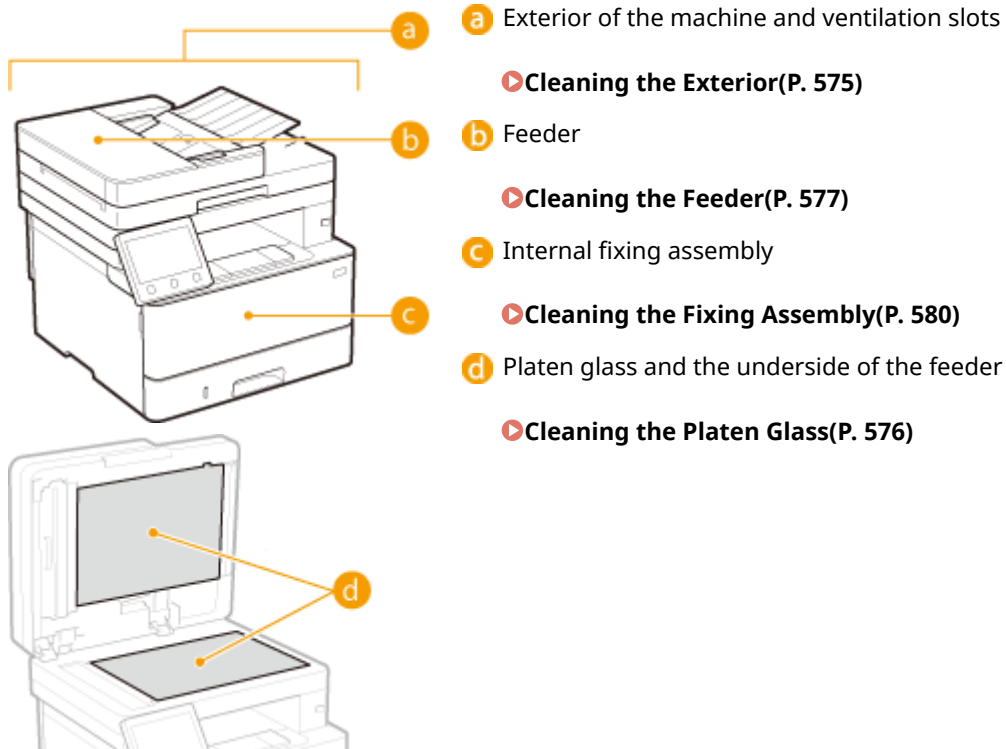 a
b
c
d
a Exterior of the machine and ventilation slots
Cleaning the Exterior(P. 575)
b Feeder
Cleaning the Feeder(P. 577)
c Internal fixing assembly
Cleaning the Fixing Assembly(P. 580)
d Platen glass and the underside of the feeder
Cleaning the Platen Glass(P. 576)